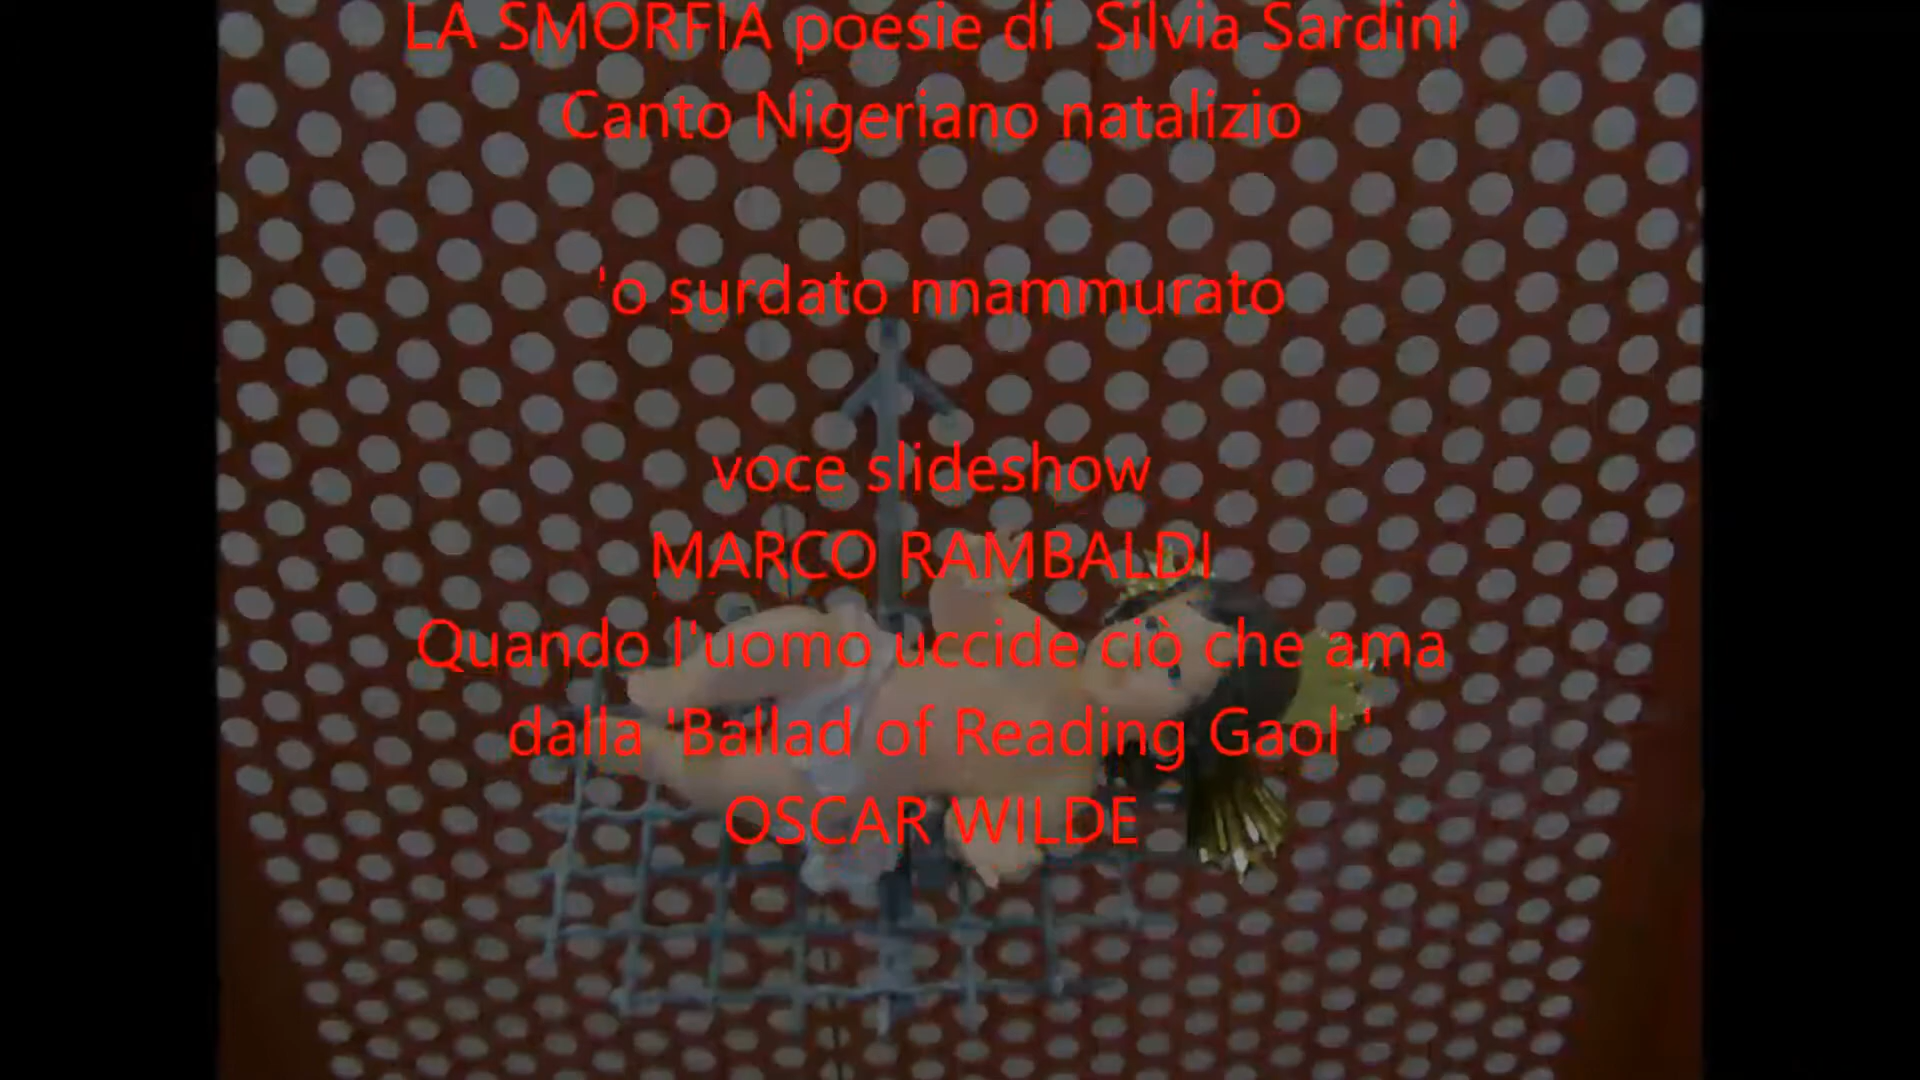 LA SMORFIA poesie di Silvia Sardini
Canto Nigeriano natalizio
'o surdato nnammurato
voce slideshow
MARCO RAMBALDI
Quando l'uomo uccide ciò che ama
dalla 'Ballad of Reading Gaol '
OSCAR WILDE